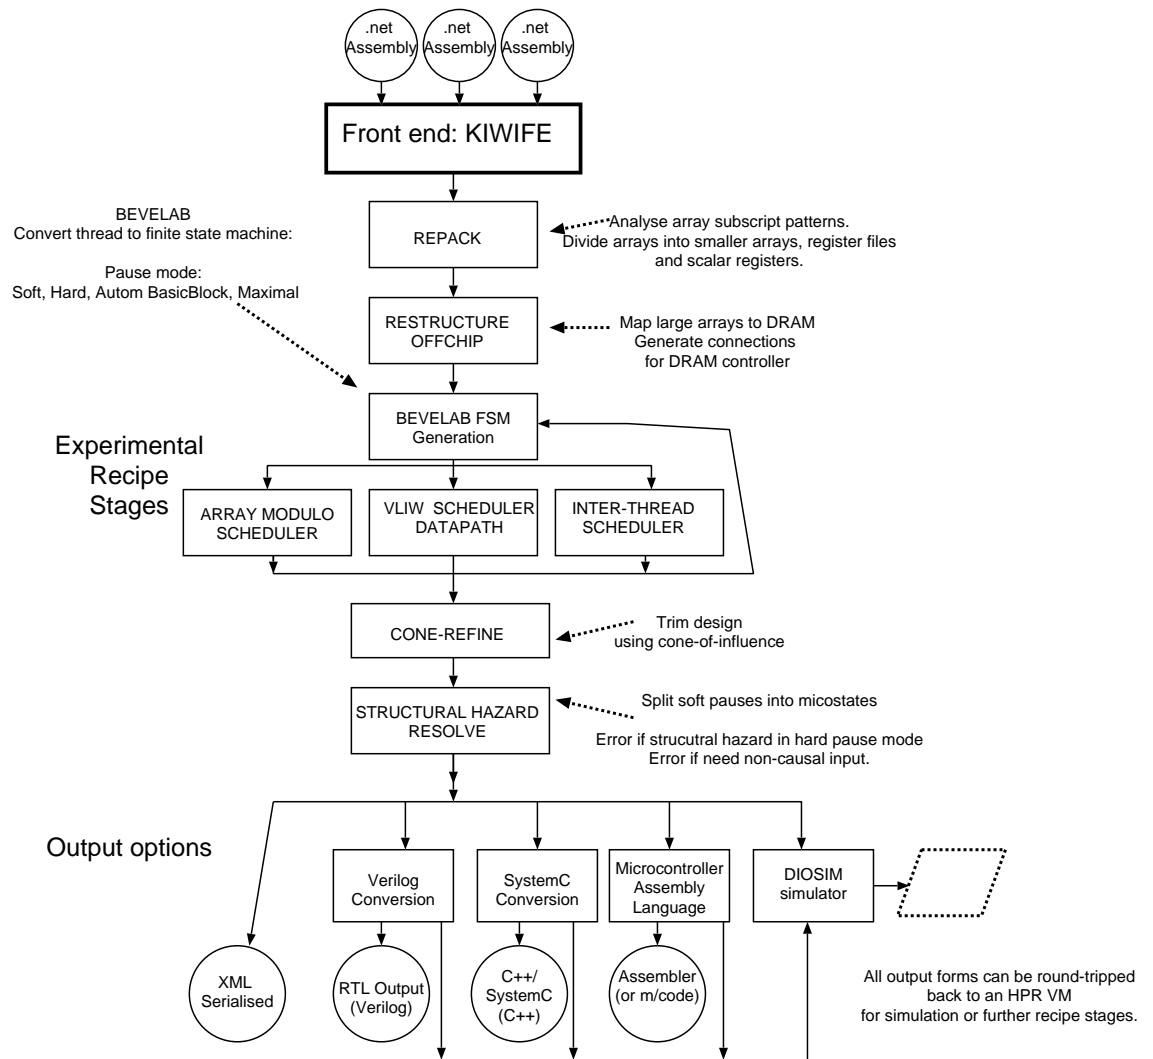 .net
Assembly
.net
Assembly
.net
Assembly
Front end: KIWIFE
BEVELAB
Convert thread to finite state machine:
Pause mode:
Soft, Hard, Autom BasicBlock, Maximal
REPACK
Analyse array subscript patterns.
Divide arrays into smaller arrays, register files
and scalar registers.
RESTRUCTURE
OFFCHIP
Map large arrays to DRAM
Generate connections
for DRAM controller
BEVELAB FSM
Generation
Experimental
Recipe
Stages
ARRAY MODULO
SCHEDULER
VLIW SCHEDULER
DATAPATH
INTER-THREAD
SCHEDULER
CONE-REFINE
Trim design
using cone-of-influence
STRUCTURAL HAZARD
RESOLVE
Split soft pauses into micostates
Error if strucutral hazard in hard pause mode
Error if need non-causal input.
Output options
Verilog
Conversion
SystemC
Conversion
Microcontroller
Assembly
Language
DIOSIM
simulator
XML
Serialised
RTL Output
(Verilog)
C++/
SystemC
(C++)
Assembler
(or m/code)
All output forms can be round-tripped
back to an HPR VM
for simulation or further recipe stages.